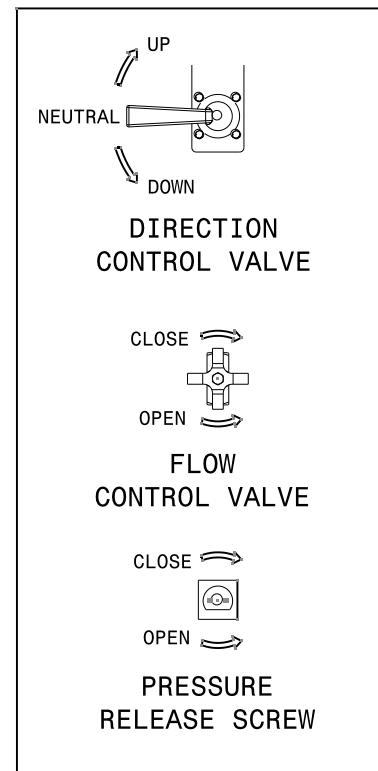 UP
NEUTRAL
DOWN
DIRECTION
CONTROL VALVE
CLOSE
OPEN
FLOW
CONTROL VALVE
CLOSE
OPEN
PRESSURE
RELEASE SCREW